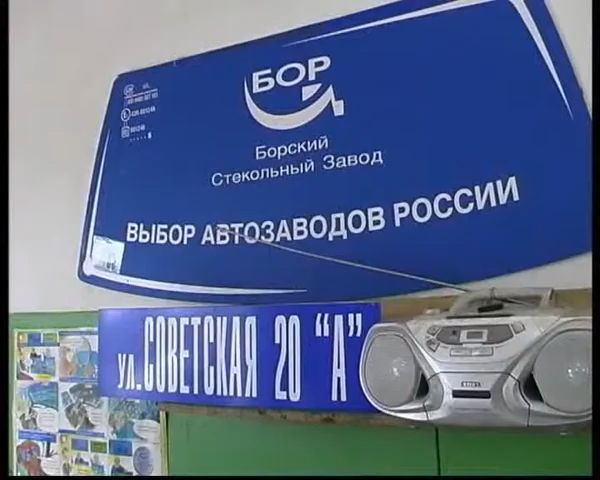 БОР
Борский
Стекольный Завод
ВЫБОР АВТОЗАВОДОВ РОССИИ
ул. СОВЕТСКАЯ 20 "А"